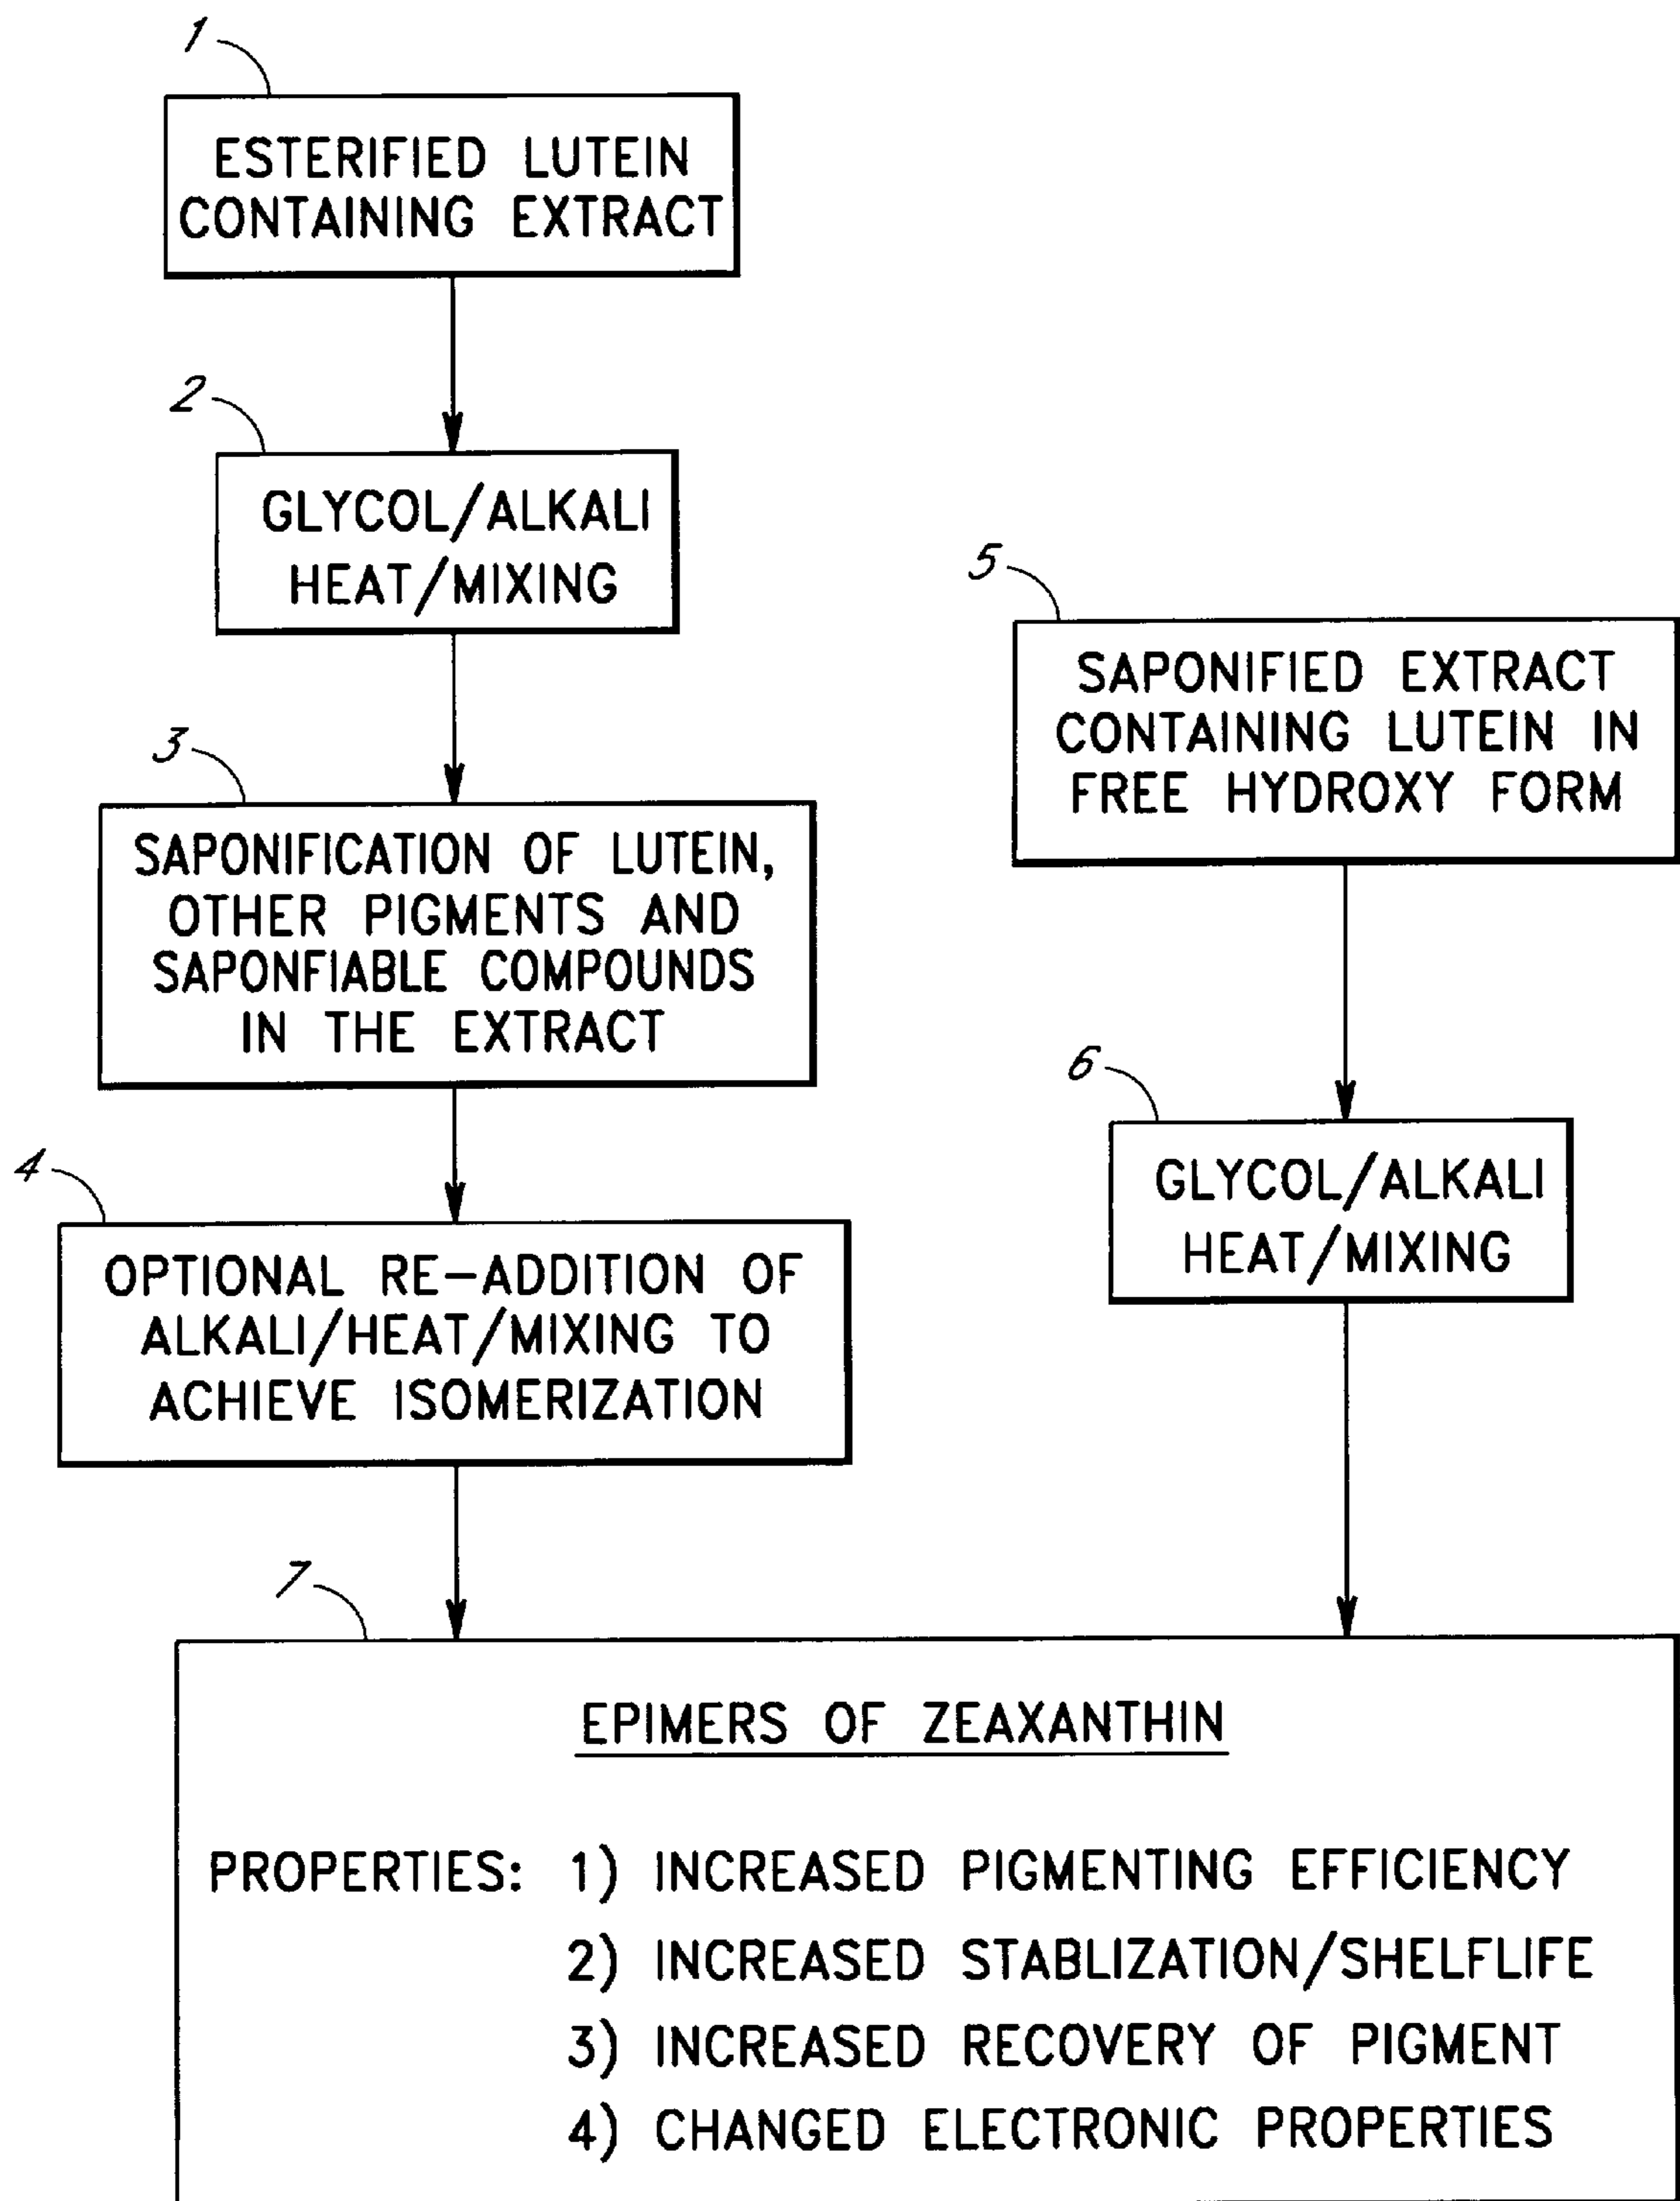 1
ESTERIFIED LUTEIN
CONTAINING EXTRACT
2
GLYCOL/ALKALI
HEAT/MIXING
3
SAPONIFICATION OF LUTEIN,
OTHER PIGMENTS AND
SAPONFIABLE COMPOUNDS
IN THE EXTRACT
4
OPTIONAL RE-ADDITION OF
ALKALI/HEAT/MIXING TO
ACHIEVE ISOMERIZATION
5
SAPONIFIED EXTRACT
CONTAINING LUTEIN IN
FREE HYDROXY FORM
6
GLYCOL/ALKALI
HEAT/MIXING
7
EPIMERS OF ZEAXANTHIN
PROPERTIES: 1) INCREASED PIGMENTING EFFICIENCY
2) INCREASED STABLIZATION/SHELFLIFE
3) INCREASED RECOVERY OF PIGMENT
4) CHANGED ELECTRONIC PROPERTIES